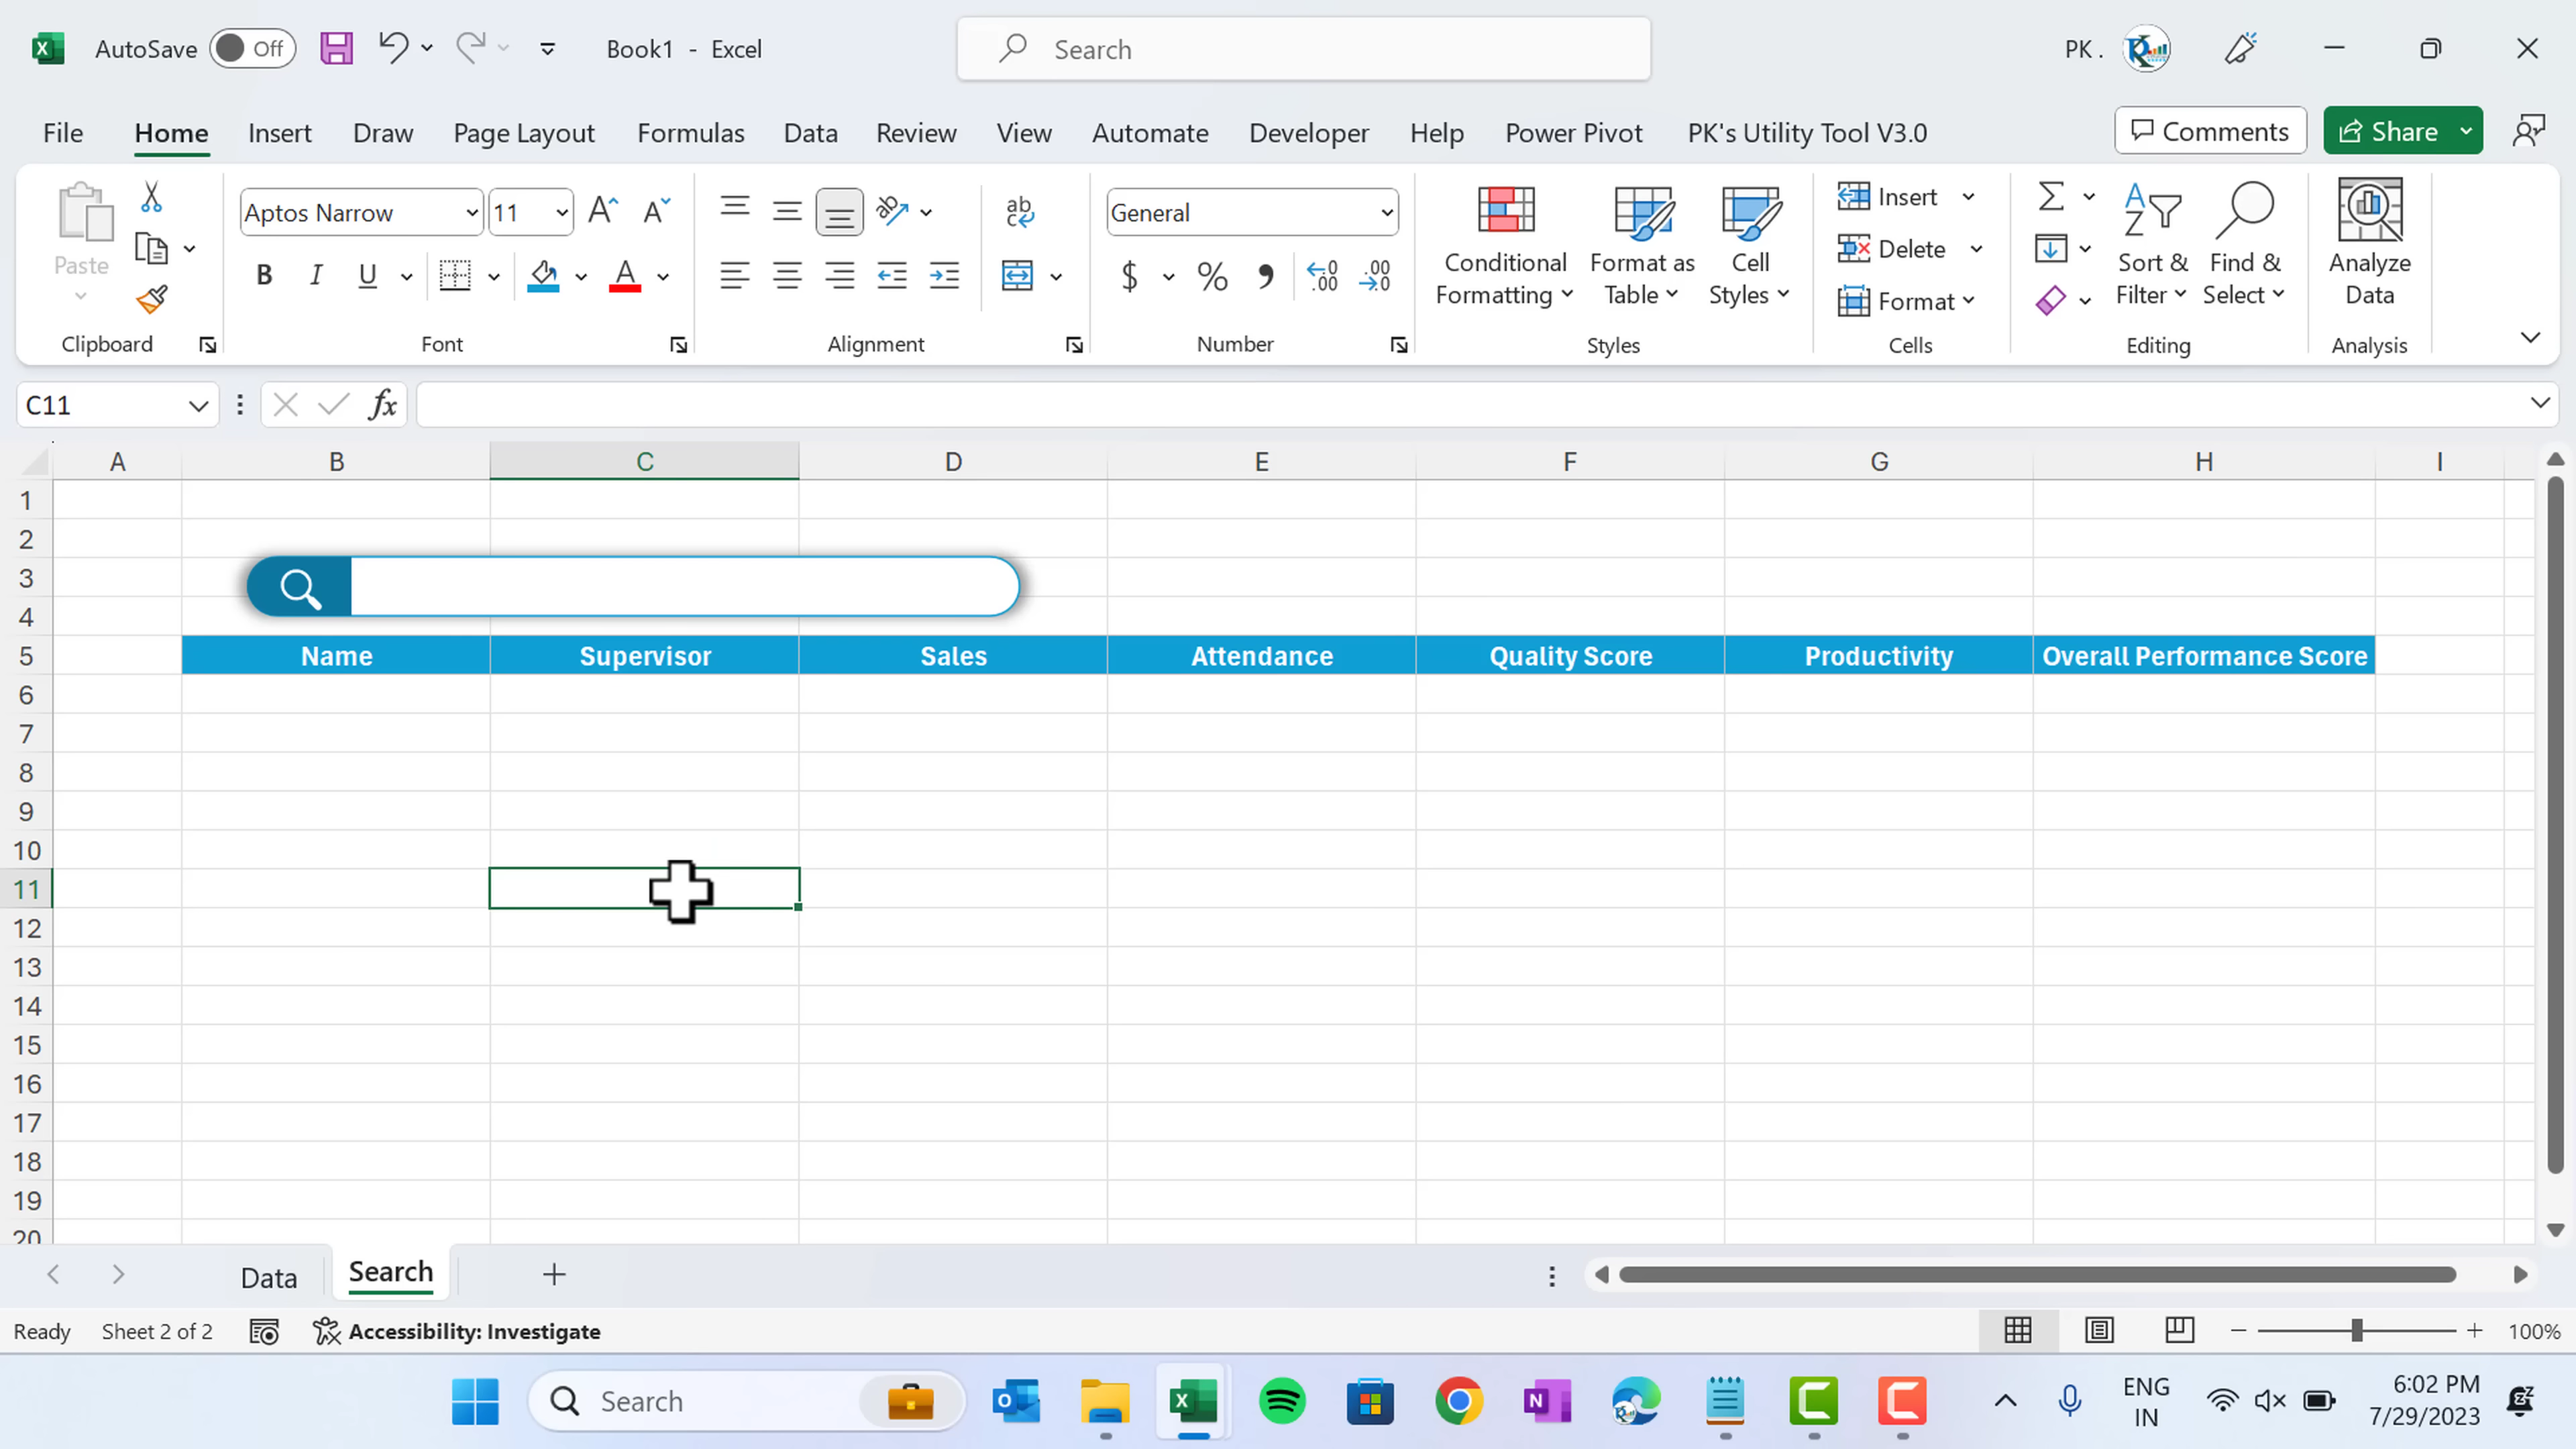 AutoSave Off Book1 - Excel Search PK .
File Home Insert Draw Page Layout Formulas Data Review View Automate Developer Help Power Pivot PK's Utility Tool V3.0 Comments Share
Paste
Clipboard
Aptos Narrow 11
B I U
Font
ab
Alignment
General
$ % ,
Number
Conditional Formatting
Format as Table
Cell Styles
Styles
Insert
Delete
Format
Cells
Sort & Filter
Find & Select
Editing
Analyze Data
Analysis
C11 fx
A B C D E F G H I
1
2
3
4
5 Name Supervisor Sales Attendance Quality Score Productivity Overall Performance Score
6
7
8
9
10
11
12
13
14
15
16
17
18
19
20
Data Search
Ready Sheet 2 of 2 Accessibility: Investigate 100%
Search
ENG
IN
6:02 PM
7/29/2023